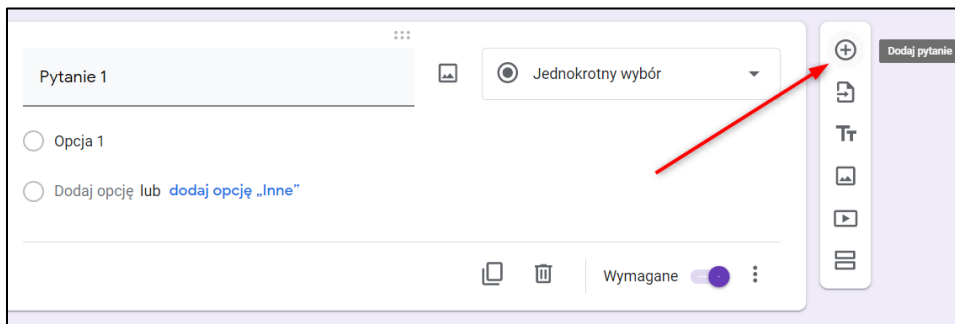 Pytanie 1
Jednokrotny wybór
Dodaj pytanie
Opcja 1
Dodaj opcję lub dodaj opcję „Inne”
Wymagane